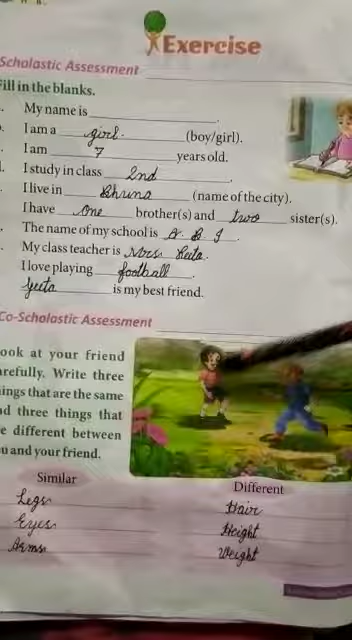 Exercise
Scholastic Assessment
Fill in the blanks.
My name is
I am a girl. (boy/girl).
I am 7 years old.
I study in class 2nd.
I live in (name of the city).
I have one brother(s) and two sister(s).
The name of my school is A B I.
My class teacher is Mrs. Reeta.
I love playing football.
Geeta is my best friend.
Co-Scholastic Assessment
ook at your friend
arefully. Write three
ings that are the same
nd three things that
e different between
u and your friend.
Similar Different
Legs Hair
Eyes Height
Arms Weight